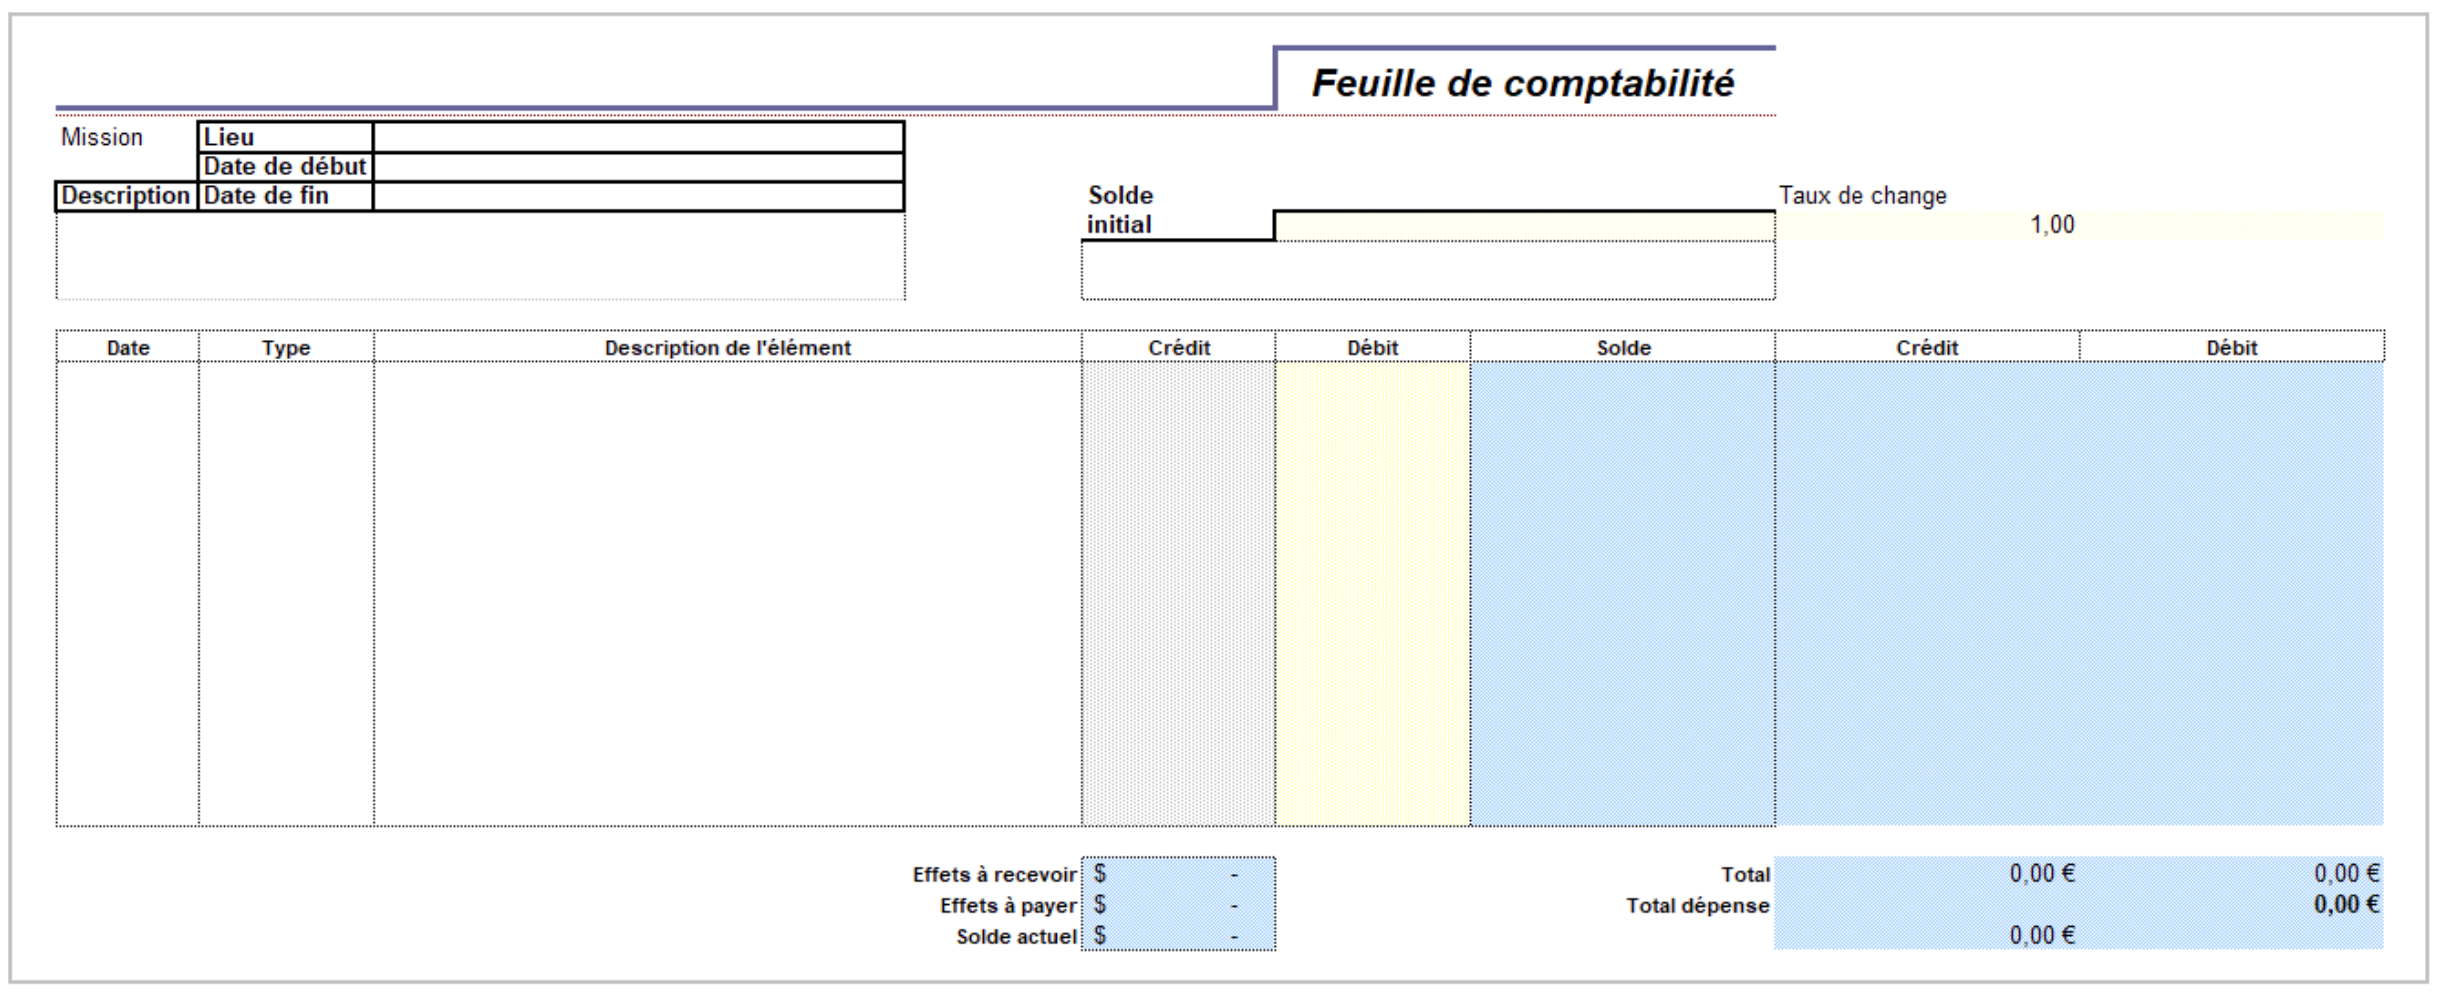 Feuille de comptabilité
Mission Lieu
Date de début
Description Date de fin
Solde initial
Taux de change
1,00
Date Type Description de l'élément Crédit Débit Solde Crédit Débit
Effets à recevoir $ - Total 0,00 € 0,00 €
Effets à payer $ - Total dépense 0,00 €
Solde actuel $ - 0,00 €